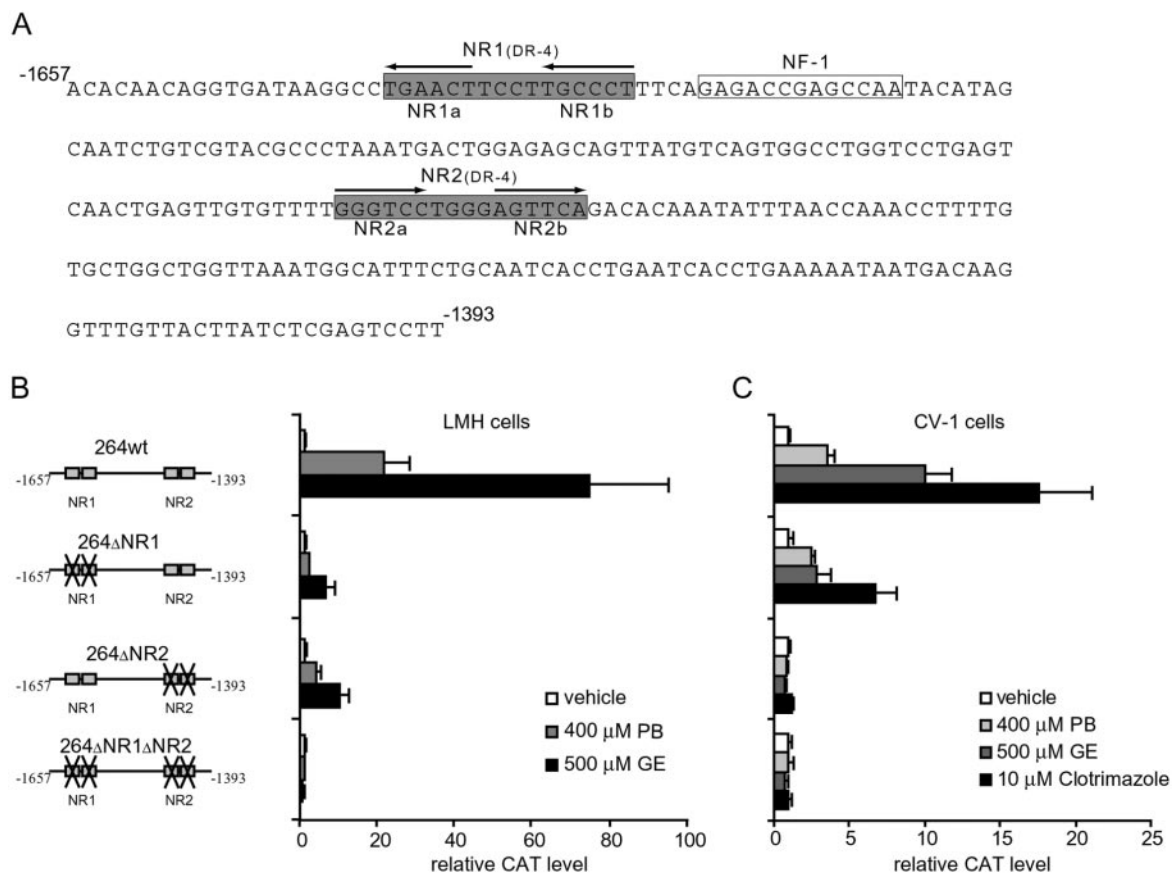 A
NR1(DR-4)
NF-1
-1657 ACACAACAGGTGATAAGGCCTGAACTTCCTTGCCCTTTCAGAGACCGAGCCAATACATAG
NR1a NR1b
CAATCTGTCGTACGCCCTAAATGACTGGAGAGCAGTTATGTCAGTGGCCTGGTCCTGAGT
NR2(DR-4)
CAACTGAGTTGTGTTTTGGGTCCTGGGAGTTCAGACACAAATATTTAACCAAACCTTTTG
NR2a NR2b
TGCTGGCTGGTTAAATGGCATTTCTGCAATCACCTGAATCACCTGAAAAATAATGACAAG
GTTTGTTACTTATCTCGAGTCCTT -1393
B
LMH cells
264wt
-1657 -1393
NR1 NR2
264ΔNR1
-1657 -1393
NR1 NR2
264ΔNR2
-1657 -1393
NR1 NR2
264ΔNR1ΔNR2
-1657 -1393
NR1 NR2
vehicle
400 μM PB
500 μM GE
0 20 40 60 80 100
relative CAT level
C
CV-1 cells
vehicle
400 μM PB
500 μM GE
10 μM Clotrimazole
0 5 10 15 20 25
relative CAT level